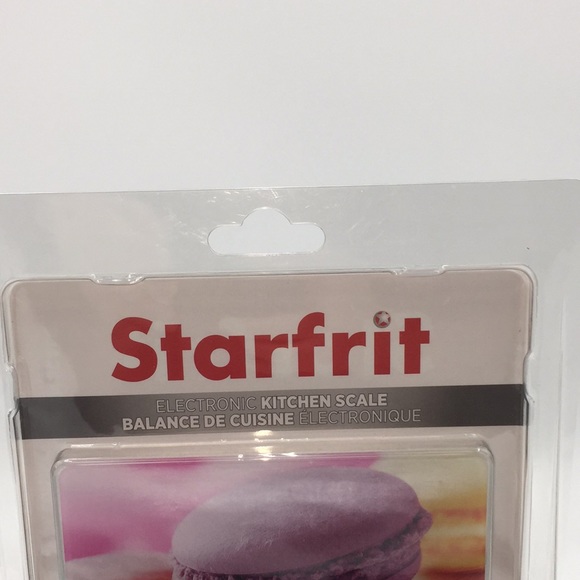 Starfrit
ELECTRONIC KITCHEN SCALE
BALANCE DE CUISINE ÉLECTRONIQUE